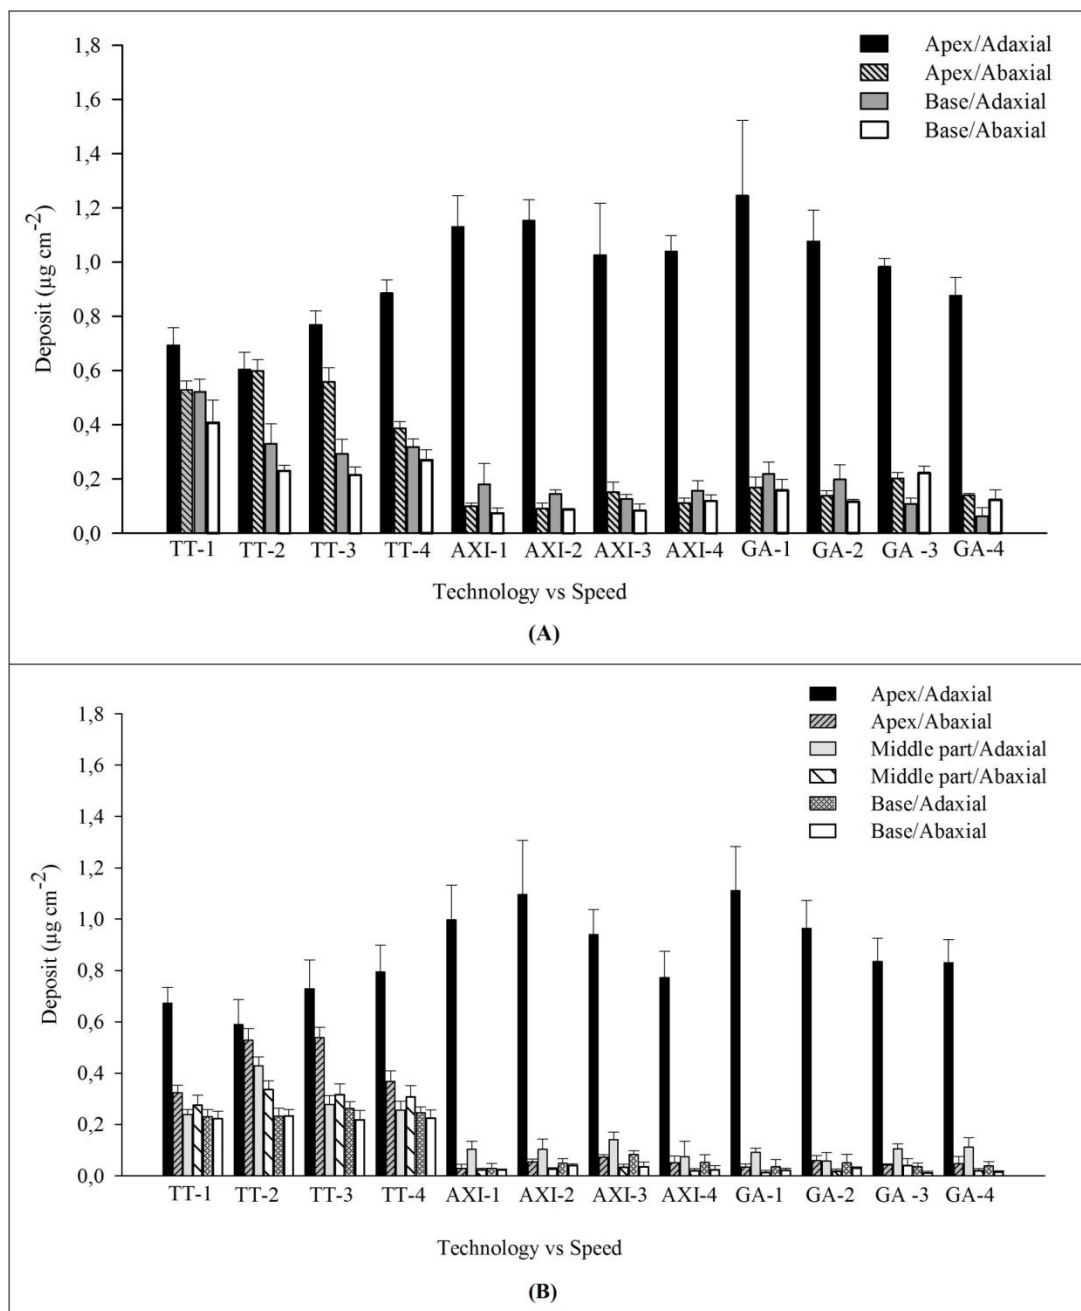 1,8
1,6
1,4
1,2
1,0
0,8
0,6
0,4
0,2
0,0
Deposit (µg cm-2)
Apex/Adaxial
Apex/Abaxial
Base/Adaxial
Base/Abaxial
TT-1 TT-2 TT-3 TT-4 AXI-1 AXI-2 AXI-3 AXI-4 GA-1 GA-2 GA -3 GA-4
Technology vs Speed
(A)
1,8
1,6
1,4
1,2
1,0
0,8
0,6
0,4
0,2
0,0
Deposit (µg cm-2)
Apex/Adaxial
Apex/Abaxial
Middle part/Adaxial
Middle part/Abaxial
Base/Adaxial
Base/Abaxial
TT-1 TT-2 TT-3 TT-4 AXI-1 AXI-2 AXI-3 AXI-4 GA-1 GA-2 GA -3 GA-4
Technology vs Speed
(B)